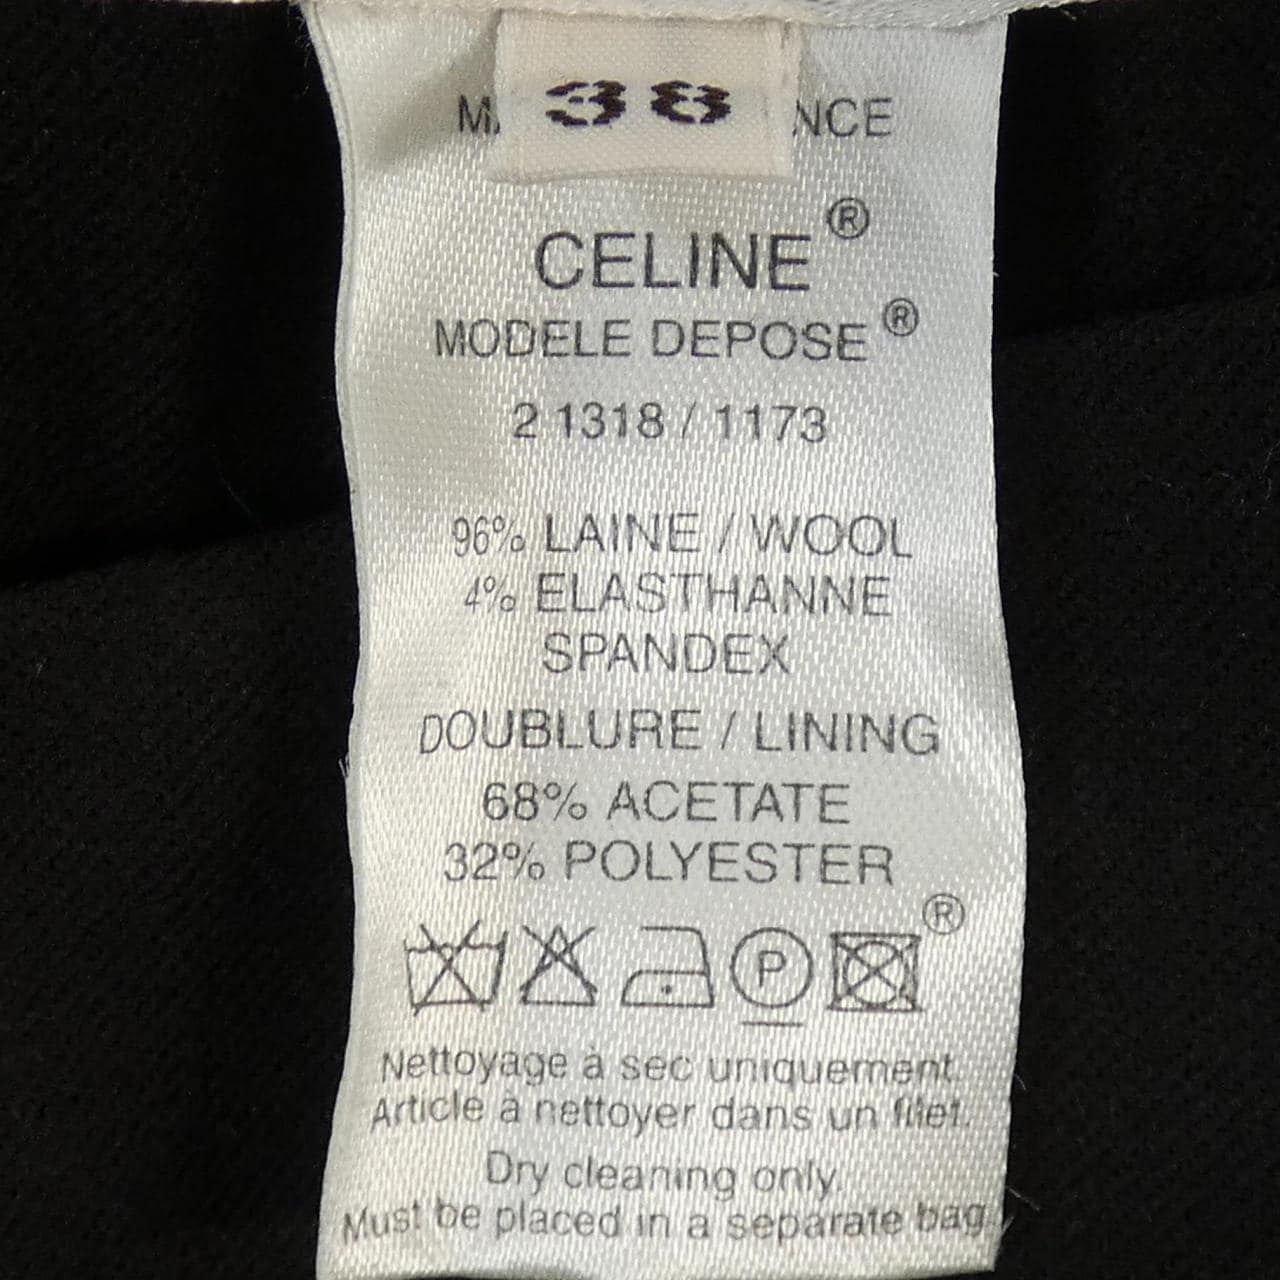 38
CELINE®
MODELE DEPOSE®
2 1318 / 1173
96% LAINE / WOOL
4% ELASTHANNE
SPANDEX
DOUBLURE / LINING
68% ACETATE
32% POLYESTER
P ®
Nettoyage à sec uniquement.
Article à nettoyer dans un filet.
Dry cleaning only.
Must be placed in a separate bag